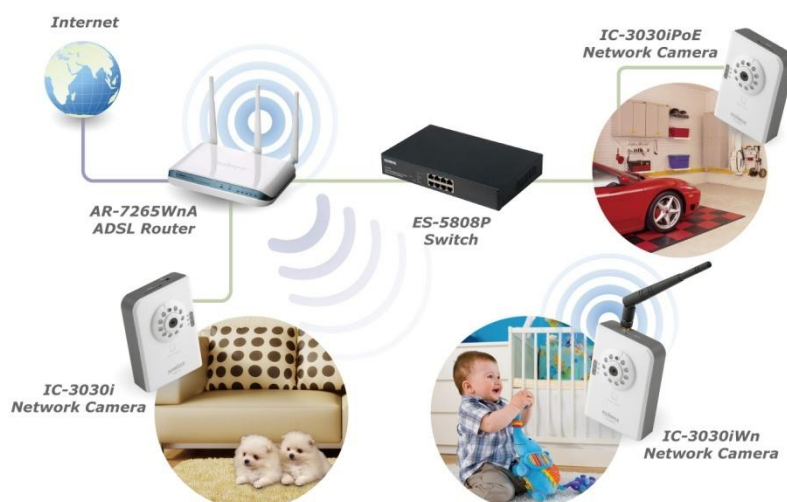 Internet
IC-3030iPoE
Network Camera
AR-7265WnA
ADSL Router
ES-5808P
Switch
IC-3030i
Network Camera
IC-3030iWn
Network Camera